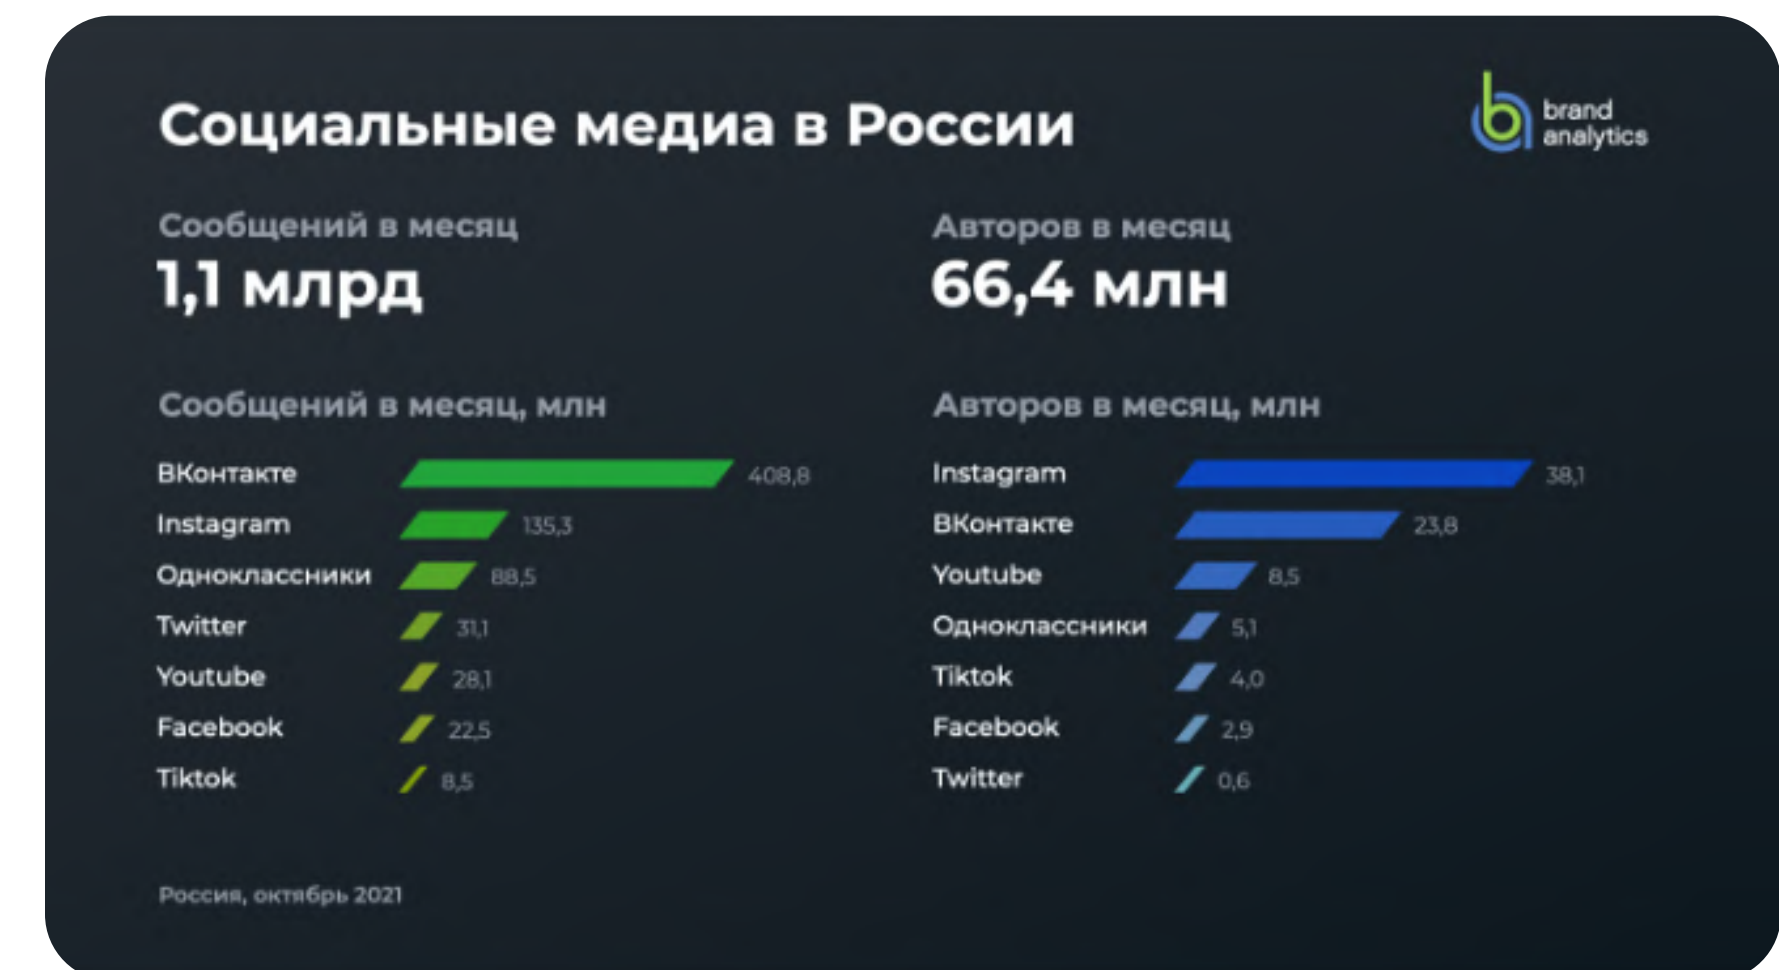 Социальные медиа в России
brand
analytics
Сообщений в месяц
1,1 млрд
Авторов в месяц
66,4 млн
Сообщений в месяц, млн
ВКонтакте 408,8
Instagram 135,3
Одноклассники 88,5
Twitter 31,1
Youtube 28,1
Facebook 22,5
Tiktok 8,5
Авторов в месяц, млн
Instagram 38,1
ВКонтакте 23,8
Youtube 8,5
Одноклассники 5,1
Tiktok 4,0
Facebook 2,9
Twitter 0,6
Россия, октябрь 2021